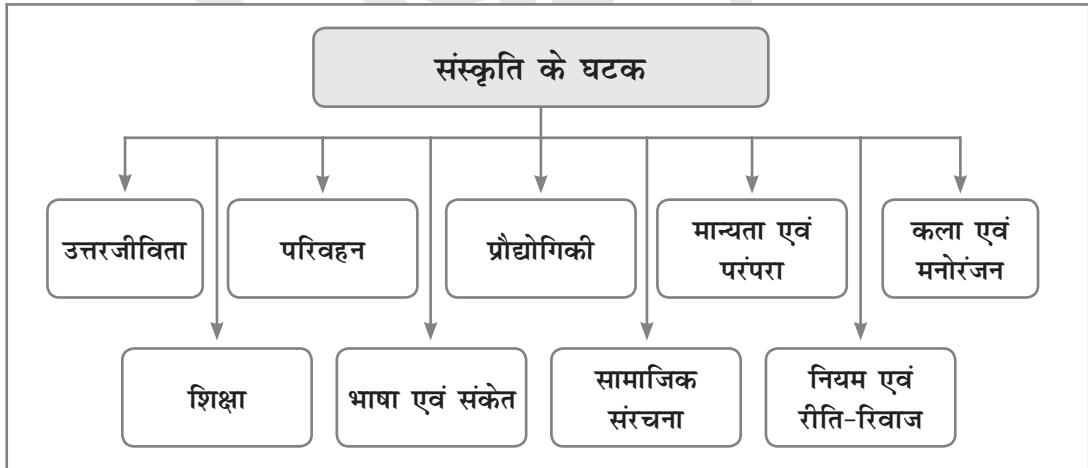 संस्कृति के घटक
उत्तरजीविता
परिवहन
प्रौद्योगिकी
मान्यता एवं
परंपरा
कला एवं
मनोरंजन
शिक्षा
भाषा एवं संकेत
सामाजिक
संरचना
नियम एवं
रीति-रिवाज